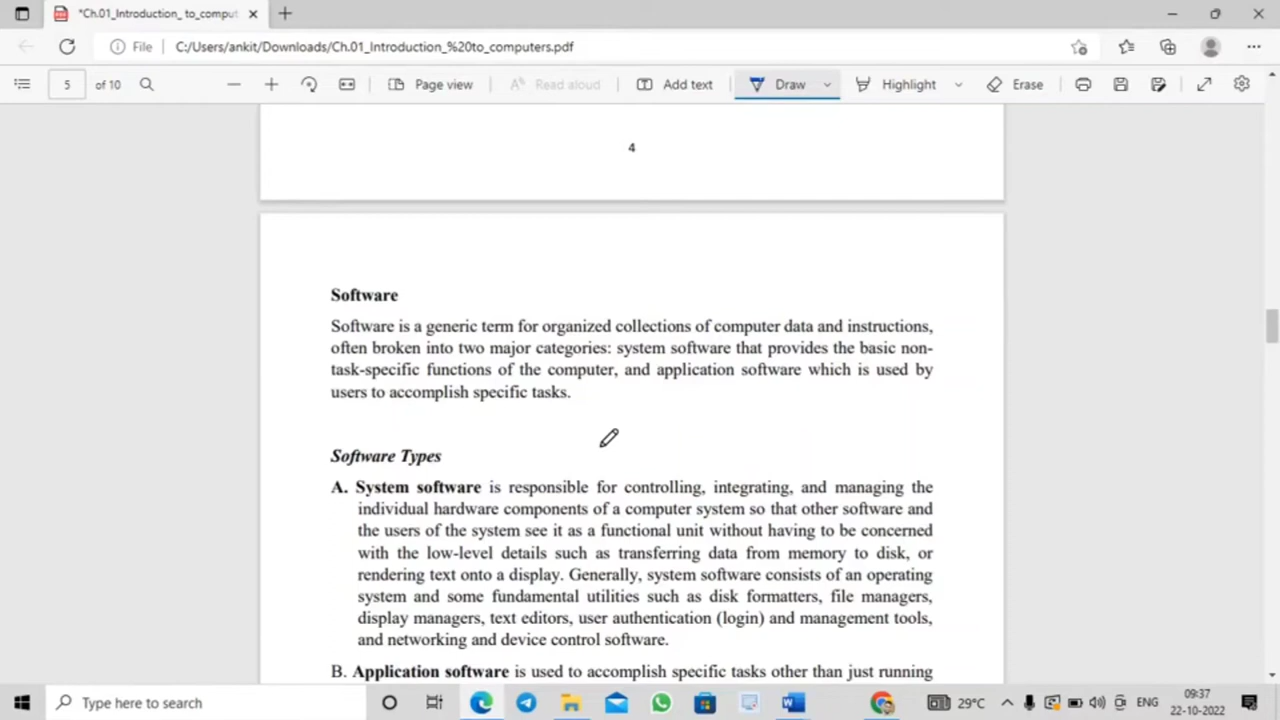 *Ch.01_Introduction_ to_comput
File C:/Users/ankit/Downloads/Ch.01_Introduction_%20to_computers.pdf
5 of 10 Page view Read aloud Add text Draw Highlight Erase
4
Software
Software is a generic term for organized collections of computer data and instructions,
often broken into two major categories: system software that provides the basic non-
task-specific functions of the computer, and application software which is used by
users to accomplish specific tasks.
Software Types
A. System software is responsible for controlling, integrating, and managing the
individual hardware components of a computer system so that other software and
the users of the system see it as a functional unit without having to be concerned
with the low-level details such as transferring data from memory to disk, or
rendering text onto a display. Generally, system software consists of an operating
system and some fundamental utilities such as disk formatters, file managers,
display managers, text editors, user authentication (login) and management tools,
and networking and device control software.
B. Application software is used to accomplish specific tasks other than just running
Type here to search 29°C ENG 09:37
22-10-2022